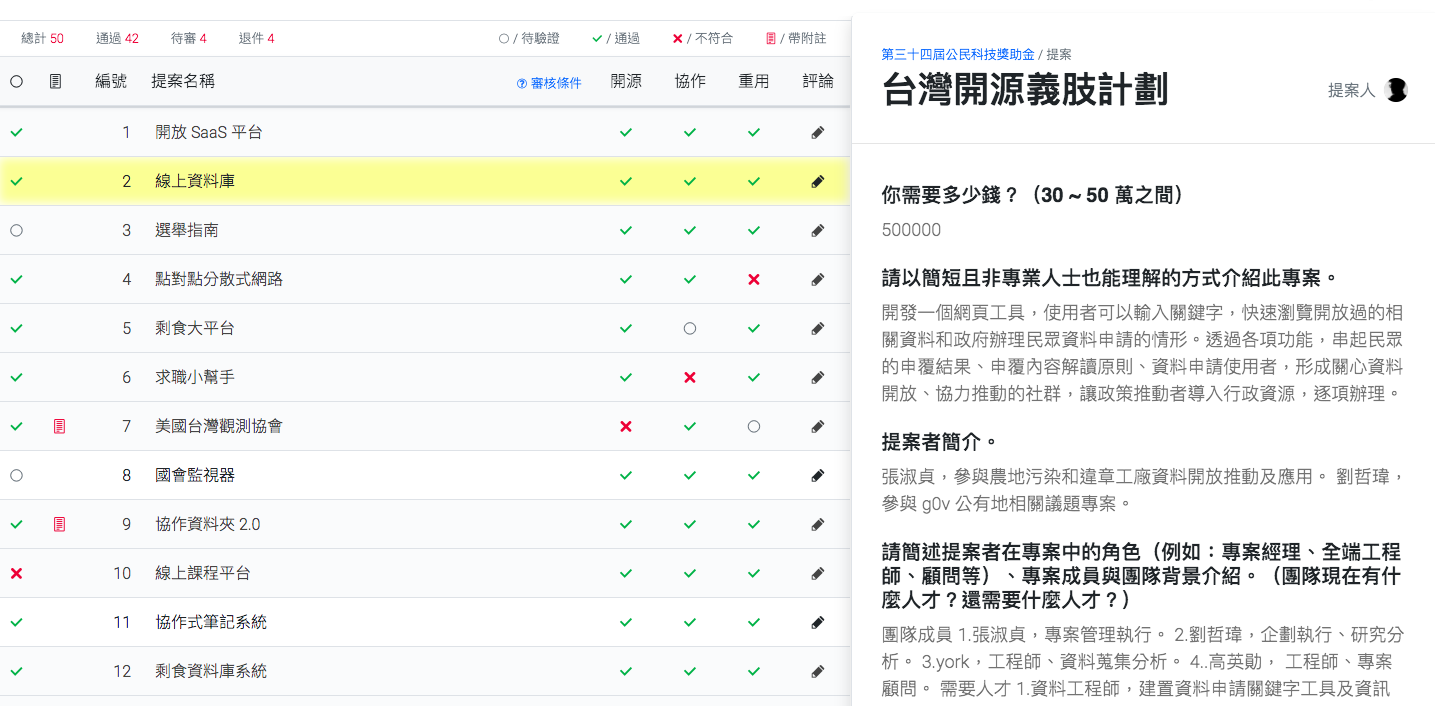 總計 50 通過 42 待審 4 退件 4 / 待驗證 / 通過 / 不符合 / 帶附註
編號 提案名稱 審核條件 開源 協作 重用 評論
1 開放 SaaS 平台
2 線上資料庫
3 選舉指南
4 點對點分散式網路
5 剩食大平台
6 求職小幫手
7 美國台灣觀測協會
8 國會監視器
9 協作資料夾 2.0
10 線上課程平台
11 協作式筆記系統
12 剩食資料庫系統
第三十四屆公民科技獎助金 / 提案
台灣開源義肢計劃
提案人
你需要多少錢？（30 ~ 50 萬之間）
500000
請以簡短且非專業人士也能理解的方式介紹此專案。
開發一個網頁工具，使用者可以輸入關鍵字，快速瀏覽開放過的相
關資料和政府辦理民眾資料申請的情形。透過各項功能，串起民眾
的申覆結果、申覆內容解讀原則、資料申請使用者，形成關心資料
開放、協力推動的社群，讓政策推動者導入行政資源，逐項辦理。
提案者簡介。
張淑貞，參與農地污染和違章工廠資料開放推動及應用。 劉哲瑋，
參與 g0v 公有地相關議題專案。
請簡述提案者在專案中的角色（例如：專案經理、全端工程
師、顧問等）、專案成員與團隊背景介紹。（團隊現在有什
麼人才？還需要什麼人才？）
團隊成員 1.張淑貞，專案管理執行。 2.劉哲瑋，企劃執行、研究分
析。 3.york，工程師、資料蒐集分析。 4..高英勛， 工程師、專案
顧問。 需要人才 1.資料工程師，建置資料申請關鍵字工具及資訊